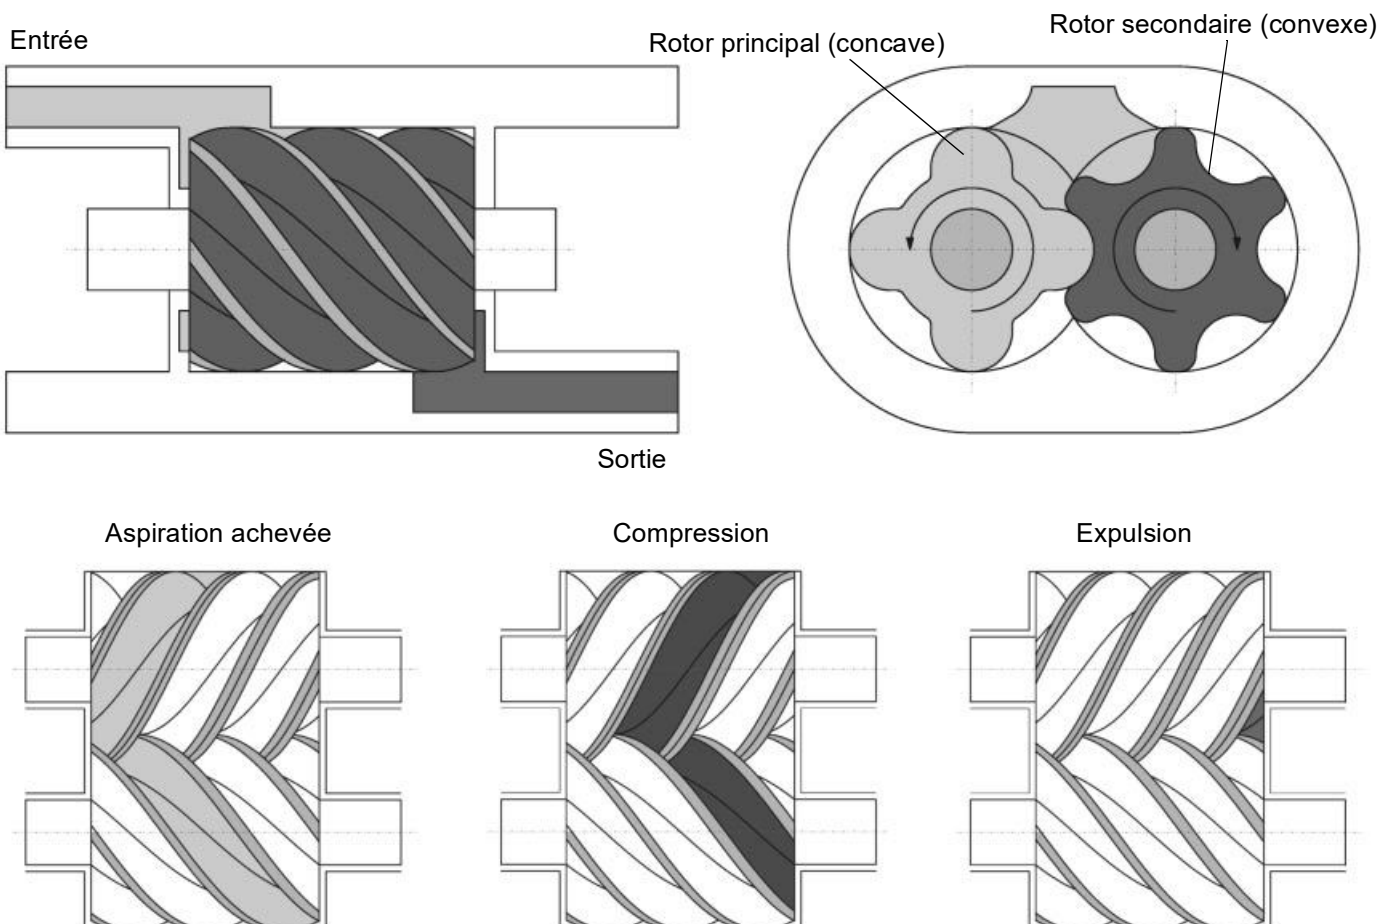 Entrée
Rotor principal (concave)
Rotor secondaire (convexe)
Sortie
Aspiration achevée
Compression
Expulsion